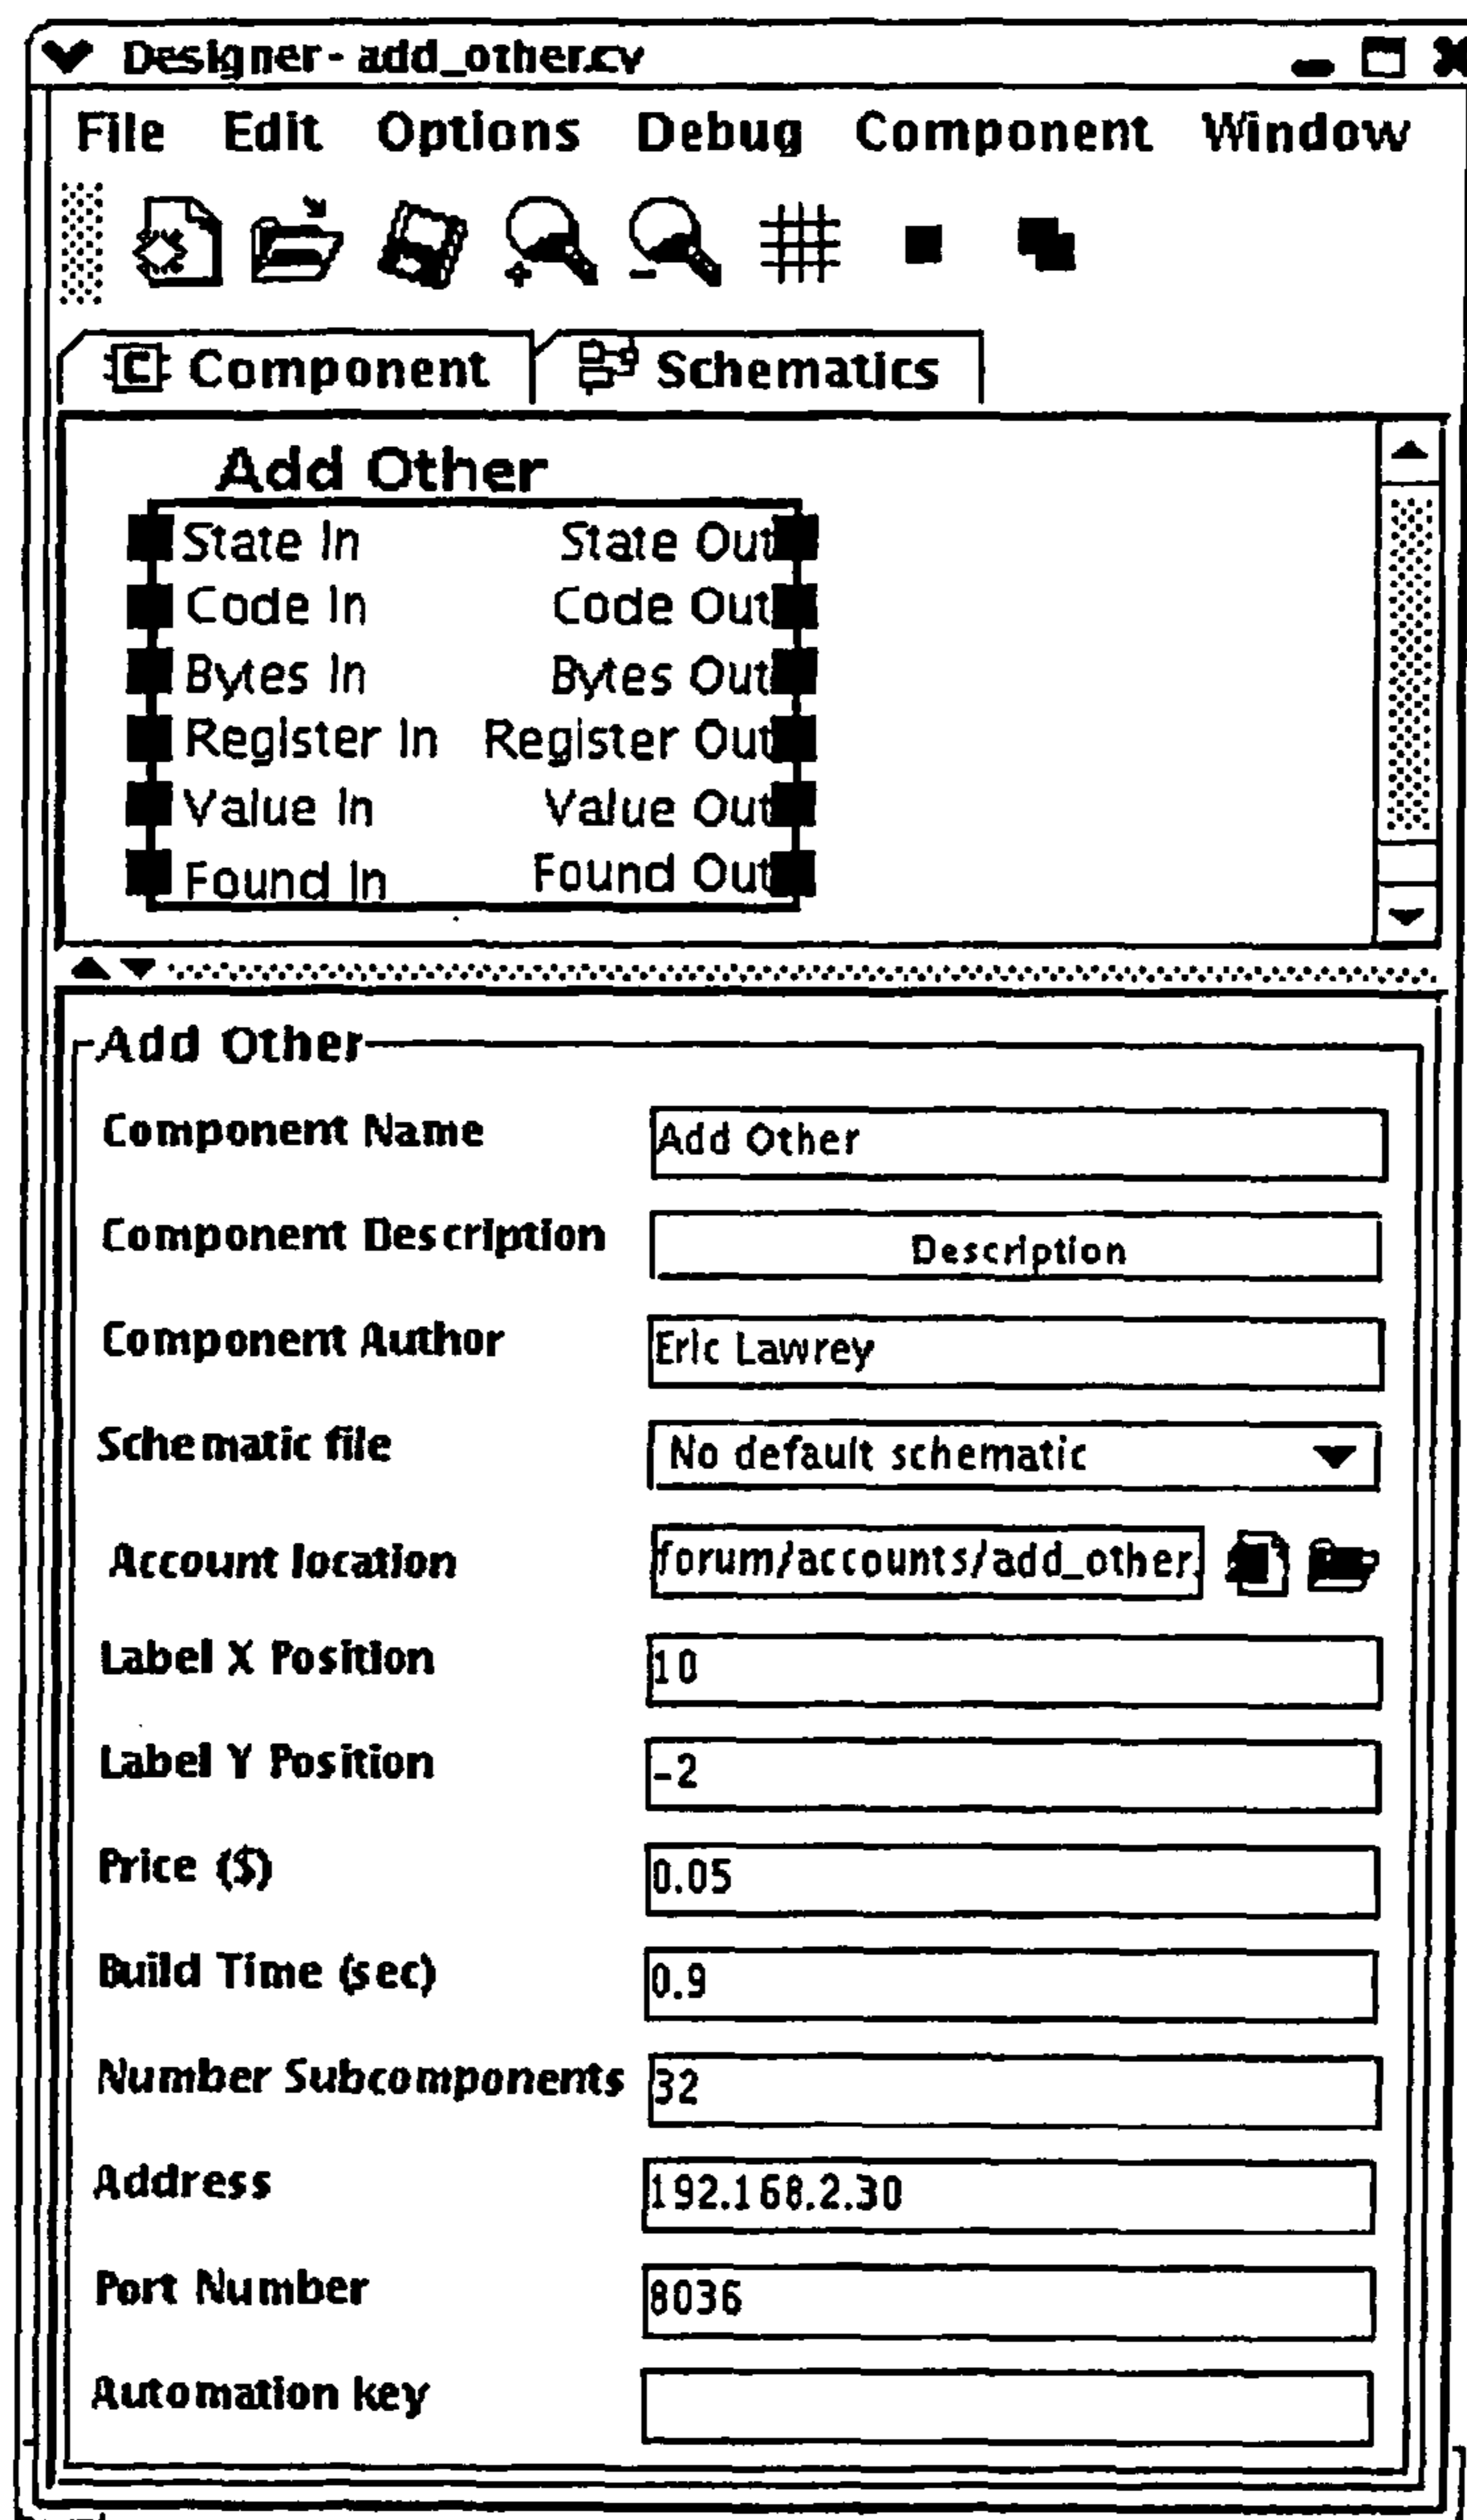 Designer - add_other.cv
File Edit Options Debug Component Window
C Component Schematics
Add Other
State In State Out
Code In Code Out
Bytes In Bytes Out
Register In Register Out
Value In Value Out
Found In Found Out
Add Other
Component Name Add Other
Component Description Description
Component Author Eric Lawrey
Schematic file No default schematic
Account location forum/accounts/add_other.
Label X Position 10
Label Y Position -2
Price ($) 0.05
Build Time (sec) 0.9
Number Subcomponents 32
Address 192.168.2.30
Port Number 8036
Automation key